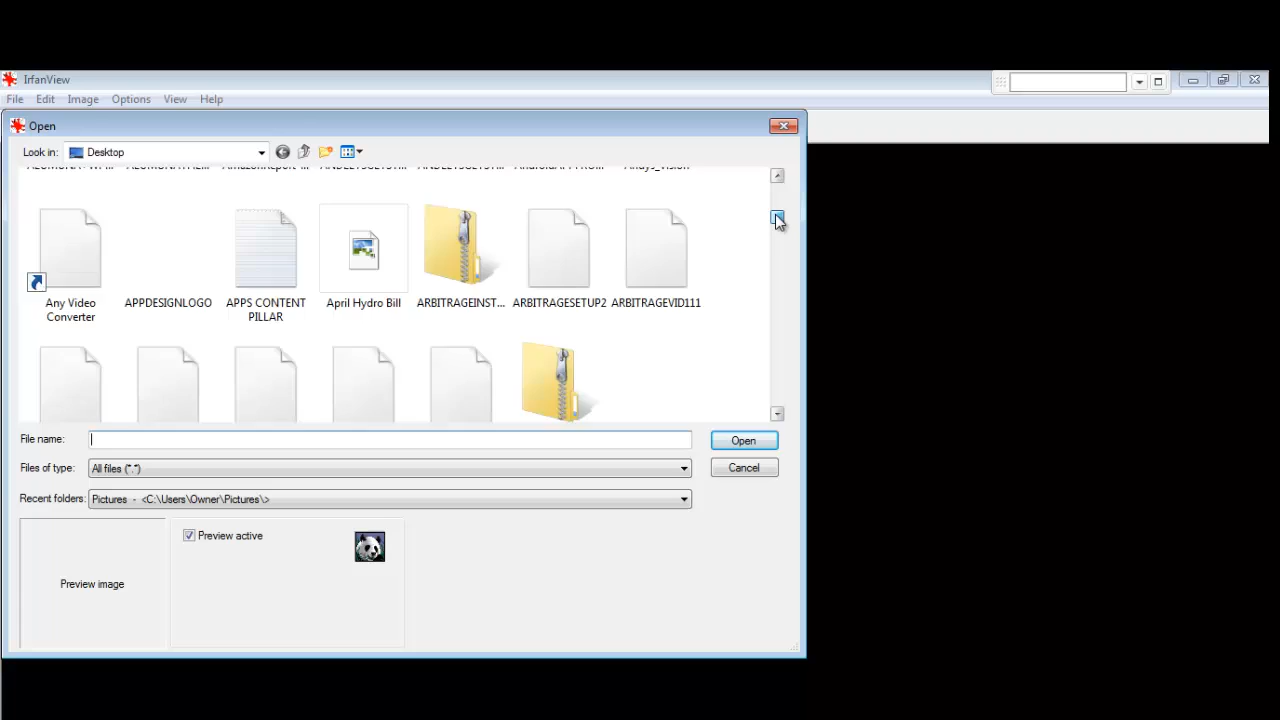 IrfanView
File Edit Image Options View Help
Open
Look in: Desktop
Any Video Converter
APPDESIGNLOGO
APPS CONTENT PILLAR
April Hydro Bill
ARBITRAGEINST...
ARBITRAGESETUP2
ARBITRAGEVID111
File name:
Open
Files of type: All files (*.*)
Cancel
Recent folders: Pictures - <C:\Users\Owner\Pictures\>
Preview active
Preview image